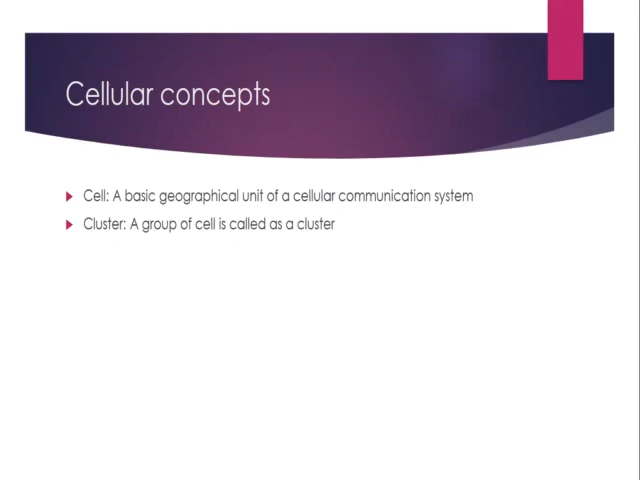 Cellular concepts
Cell: A basic geographical unit of a cellular communication system
Cluster: A group of cell is called as a cluster